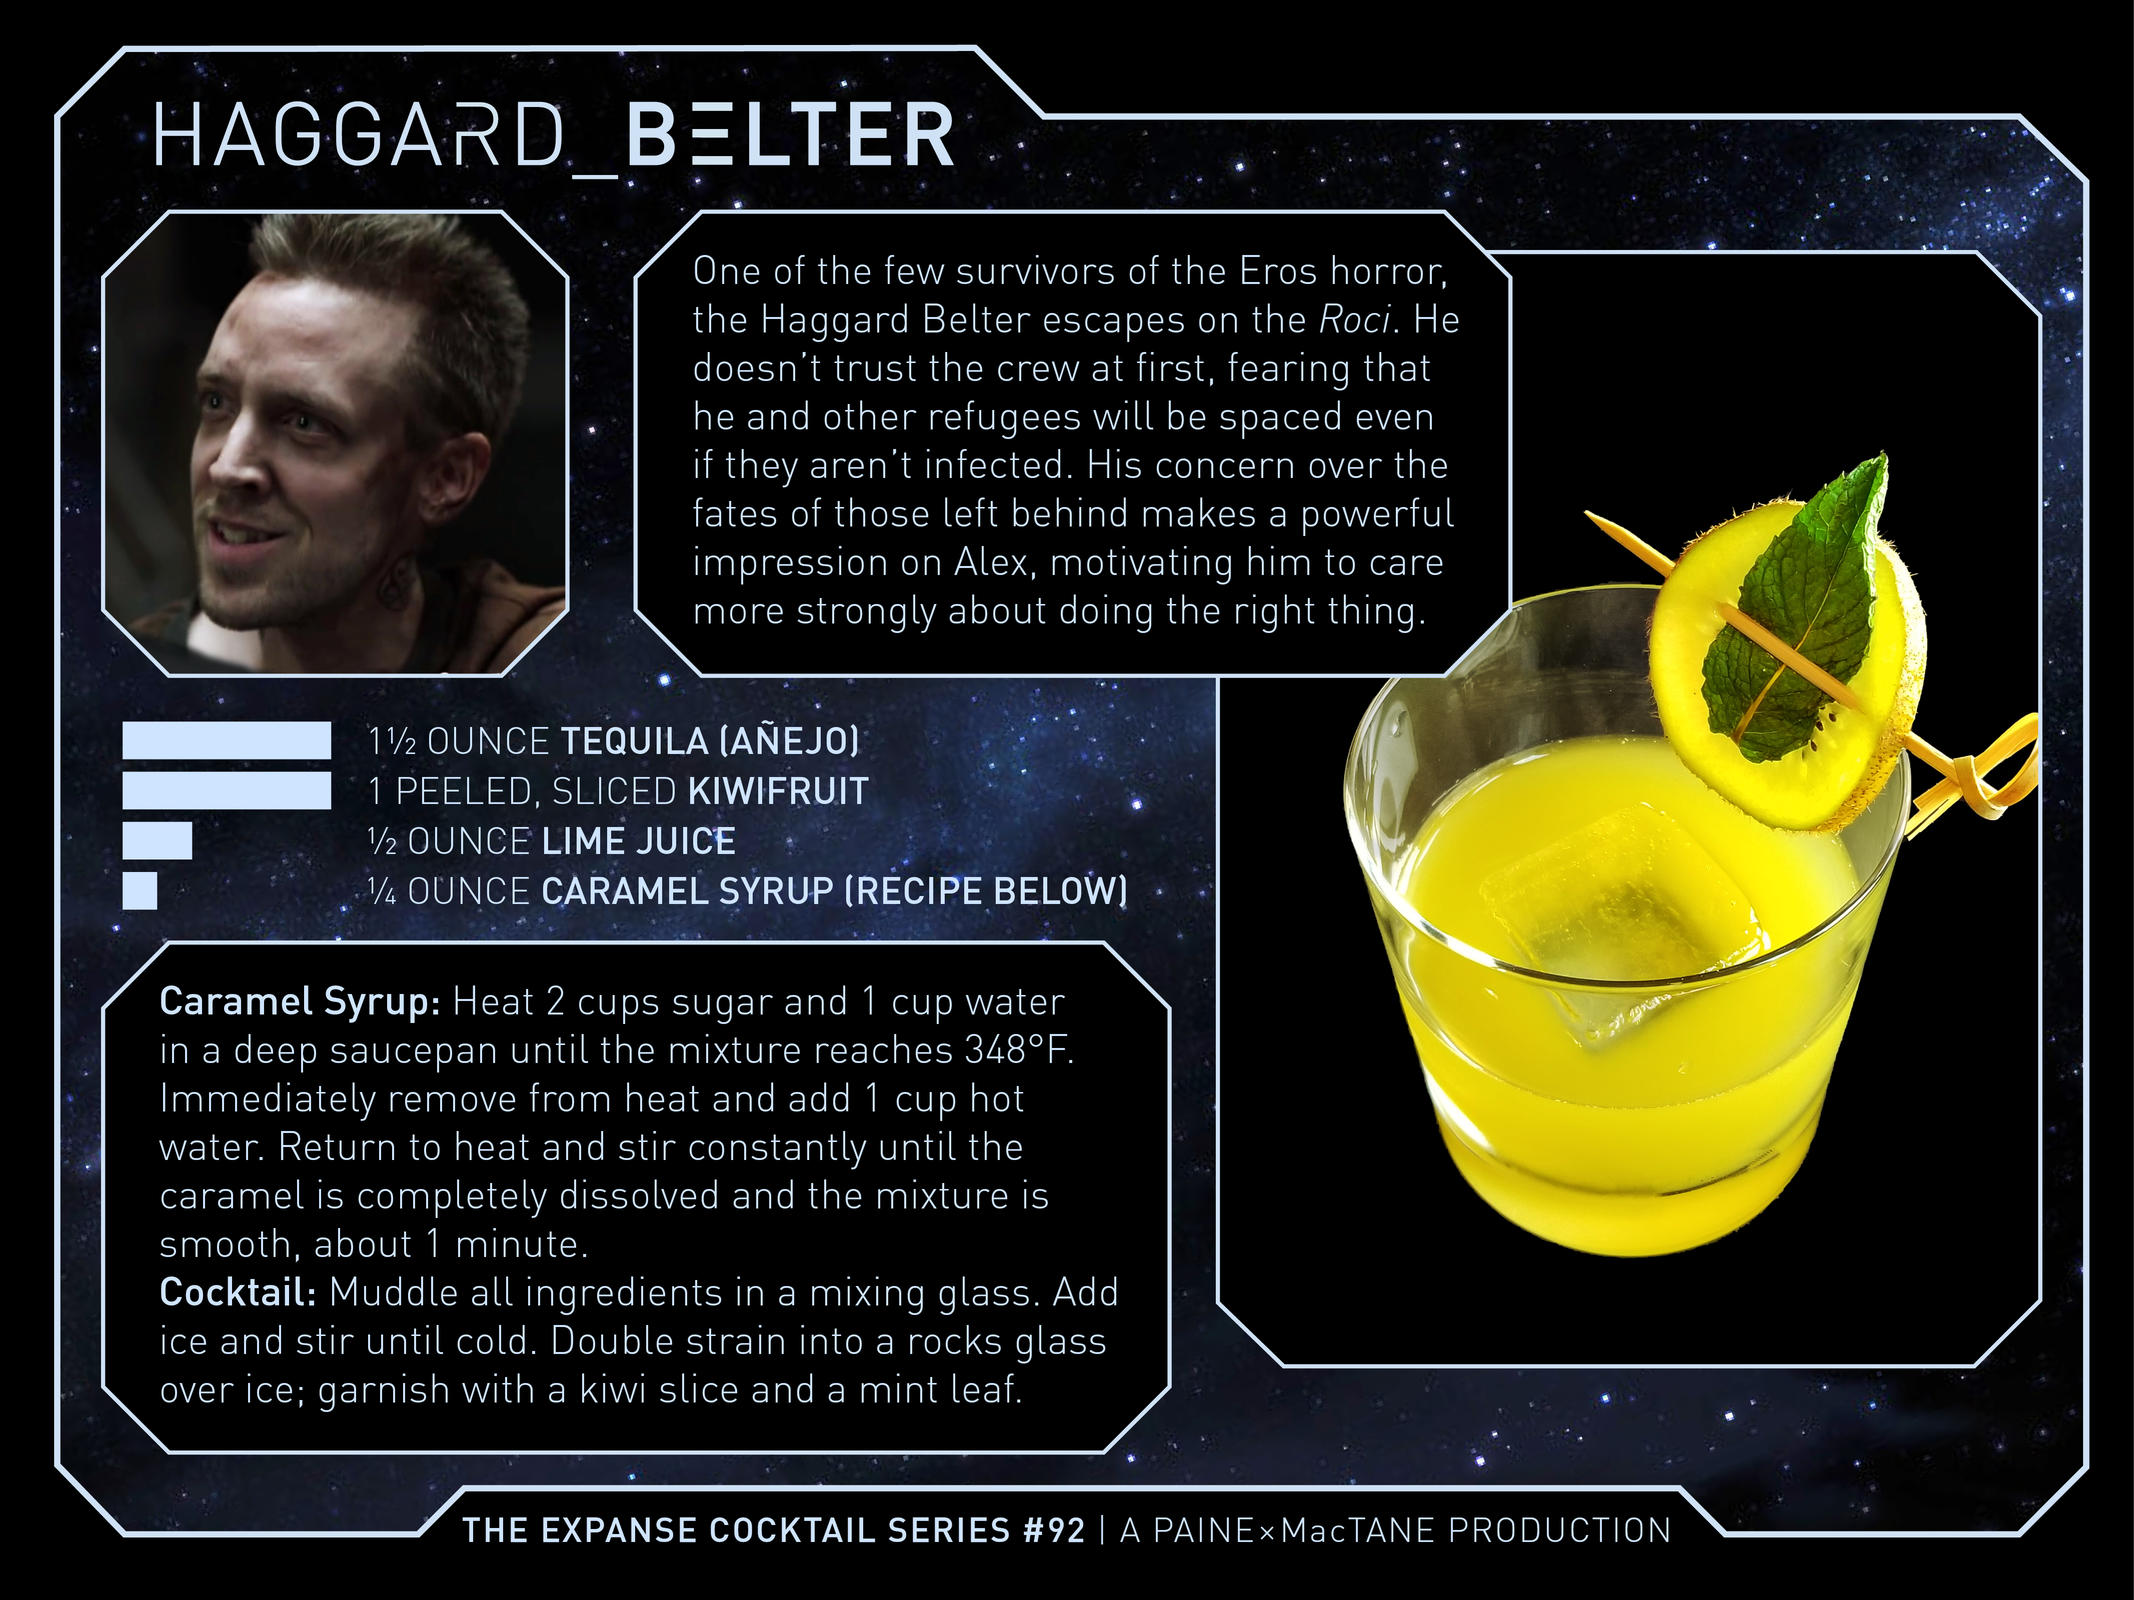 HAGGARD_BELTER
One of the few survivors of the Eros horror,
the Haggard Belter escapes on the Roci. He
doesn’t trust the crew at first, fearing that
he and other refugees will be spaced even
if they aren’t infected. His concern over the
fates of those left behind makes a powerful
impression on Alex, motivating him to care
more strongly about doing the right thing.
1½ OUNCE TEQUILA (AÑEJO)
1 PEELED, SLICED KIWIFRUIT
½ OUNCE LIME JUICE
¼ OUNCE CARAMEL SYRUP (RECIPE BELOW)
Caramel Syrup: Heat 2 cups sugar and 1 cup water
in a deep saucepan until the mixture reaches 348°F.
Immediately remove from heat and add 1 cup hot
water. Return to heat and stir constantly until the
caramel is completely dissolved and the mixture is
smooth, about 1 minute.
Cocktail: Muddle all ingredients in a mixing glass. Add
ice and stir until cold. Double strain into a rocks glass
over ice; garnish with a kiwi slice and a mint leaf.
THE EXPANSE COCKTAIL SERIES #92 | A PAINE×MacTANE PRODUCTION